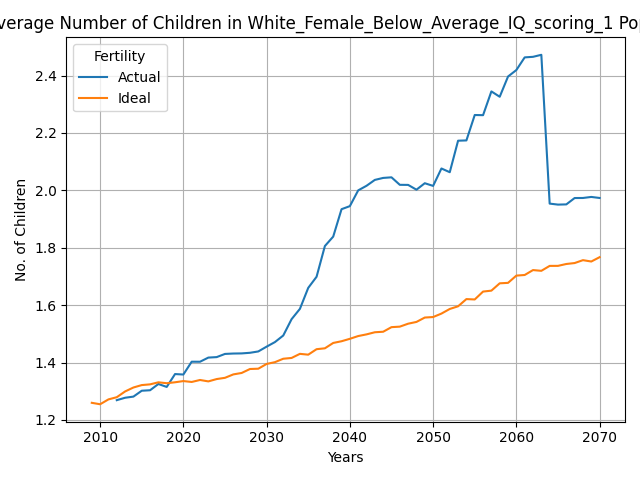 verage Number of Children in White_Female_Below_Average_IQ_scoring_1 Pop
Fertility
Actual
Ideal
No. of Children
2.4
2.2
2.0
1.8
1.6
1.4
1.2
2010 2020 2030 2040 2050 2060 2070
Years